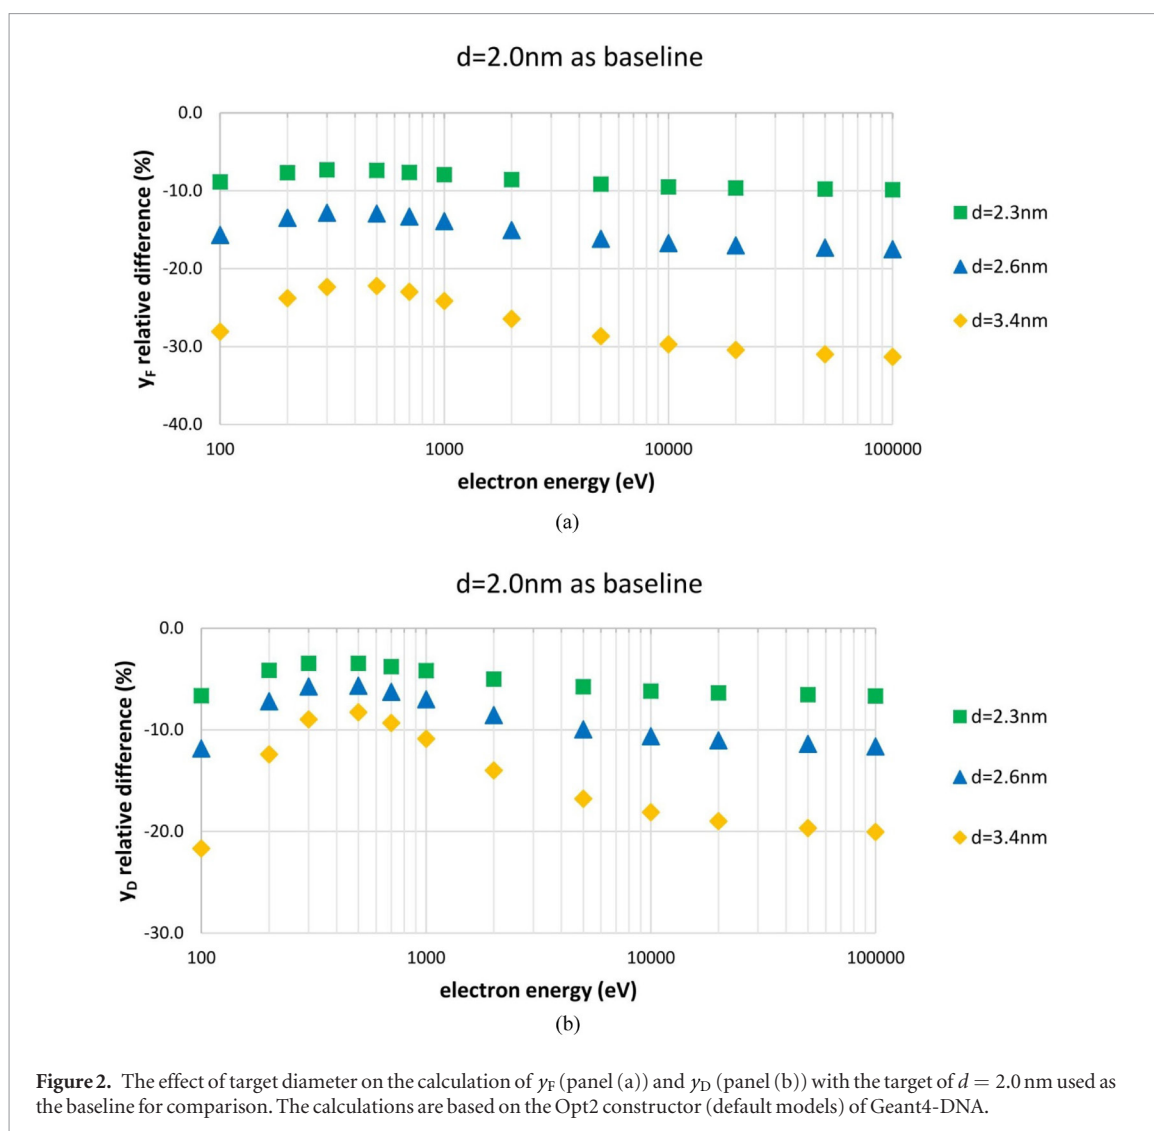 d=2.0nm as baseline
0.0
-10.0
-20.0
-30.0
-40.0
y_F relative difference (%)
100
1000
10000
100000
electron energy (eV)
d=2.3nm
d=2.6nm
d=3.4nm
(a)
d=2.0nm as baseline
0.0
-10.0
-20.0
-30.0
y_D relative difference (%)
100
1000
10000
100000
electron energy (eV)
d=2.3nm
d=2.6nm
d=3.4nm
(b)
Figure 2. The effect of target diameter on the calculation of y_F (panel (a)) and y_D (panel (b)) with the target of d = 2.0 nm used as
the baseline for comparison. The calculations are based on the Opt2 constructor (default models) of Geant4-DNA.